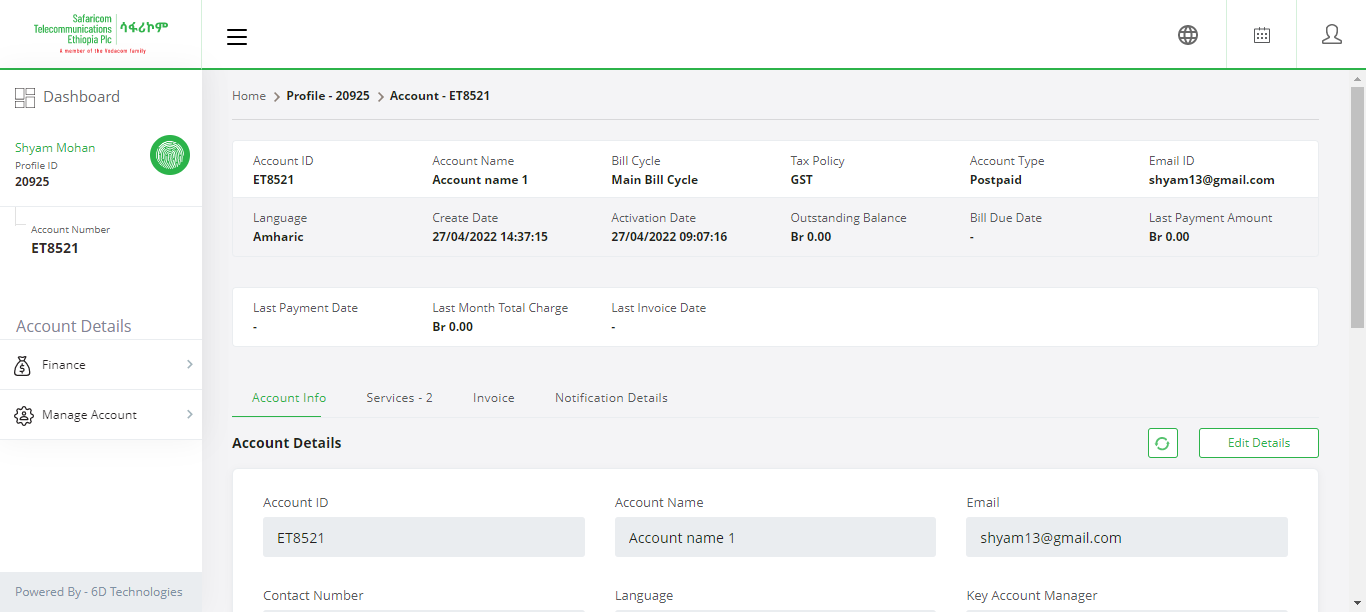 Safaricom
Telecommunications
Ethiopia Plc
ሳፋሪኮም
A member of the Vodacom family
Dashboard
Shyam Mohan
Profile ID
20925
Account Number
ET8521
Account Details
Finance
Manage Account
Powered By - 6D Technologies
Home > Profile - 20925 > Account - ET8521
Account ID Account Name Bill Cycle Tax Policy Account Type Email ID
ET8521 Account name 1 Main Bill Cycle GST Postpaid shyam13@gmail.com
Language Create Date Activation Date Outstanding Balance Bill Due Date Last Payment Amount
Amharic 27/04/2022 14:37:15 27/04/2022 09:07:16 Br 0.00 - Br 0.00
Last Payment Date Last Month Total Charge Last Invoice Date
- Br 0.00 -
Account Info Services - 2 Invoice Notification Details
Account Details Edit Details
Account ID Account Name Email
ET8521 Account name 1 shyam13@gmail.com
Contact Number Language Key Account Manager